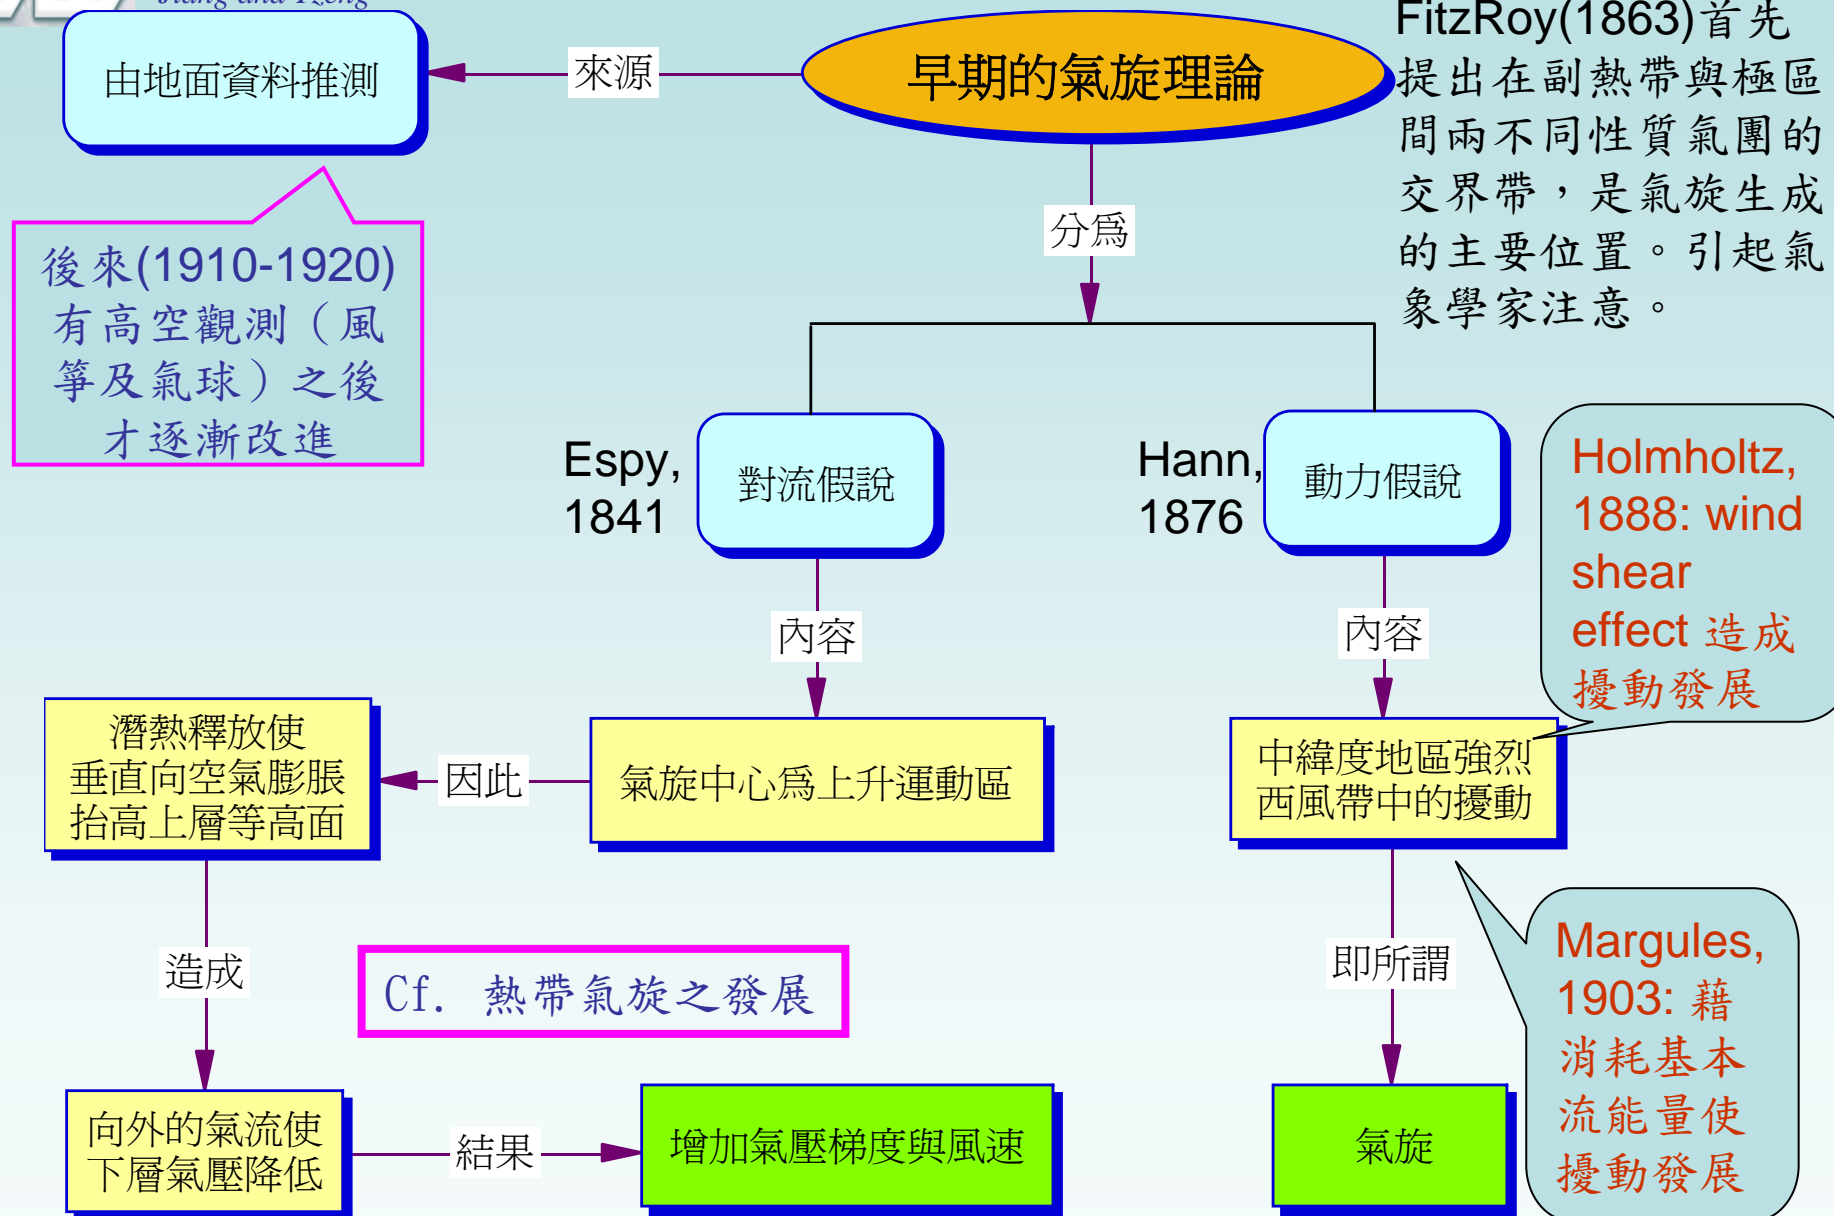 Jiang and Tzeng
由地面資料推測
來源
早期的氣旋理論
FitzRoy(1863)首先
提出在副熱帶與極區
間兩不同性質氣團的
交界帶，是氣旋生成
的主要位置。引起氣
象學家注意。
後來(1910-1920)
有高空觀測（風
箏及氣球）之後
才逐漸改進
分爲
Espy,
1841
對流假說
Hann,
1876
動力假說
Holmholtz,
1888: wind
shear
effect 造成
擾動發展
內容
內容
潛熱釋放使
垂直向空氣膨脹
抬高上層等高面
因此
氣旋中心爲上升運動區
中緯度地區強烈
西風帶中的擾動
造成
Cf. 熱帶氣旋之發展
即所謂
Margules,
1903: 藉
消耗基本
流能量使
擾動發展
向外的氣流使
下層氣壓降低
結果
增加氣壓梯度與風速
氣旋